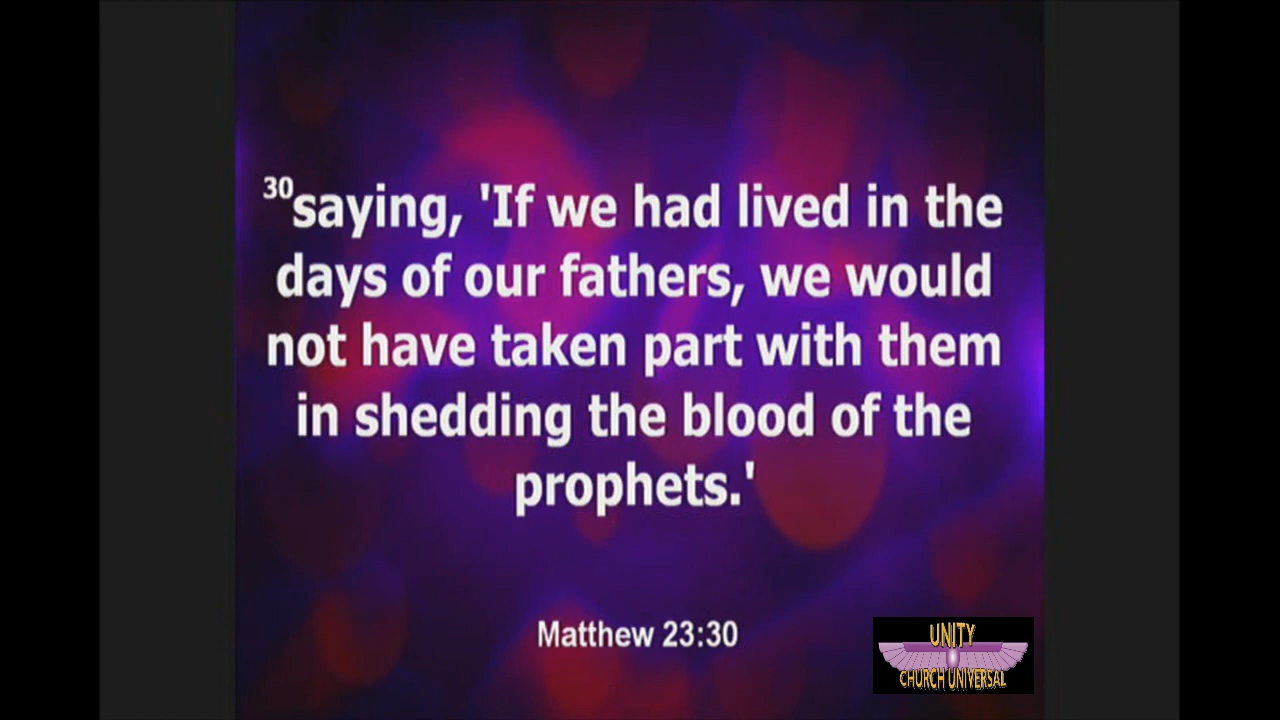 30saying, 'If we had lived in the
days of our fathers, we would
not have taken part with them
in shedding the blood of the
prophets.'
Matthew 23:30
UNITY
CHURCH UNIVERSAL